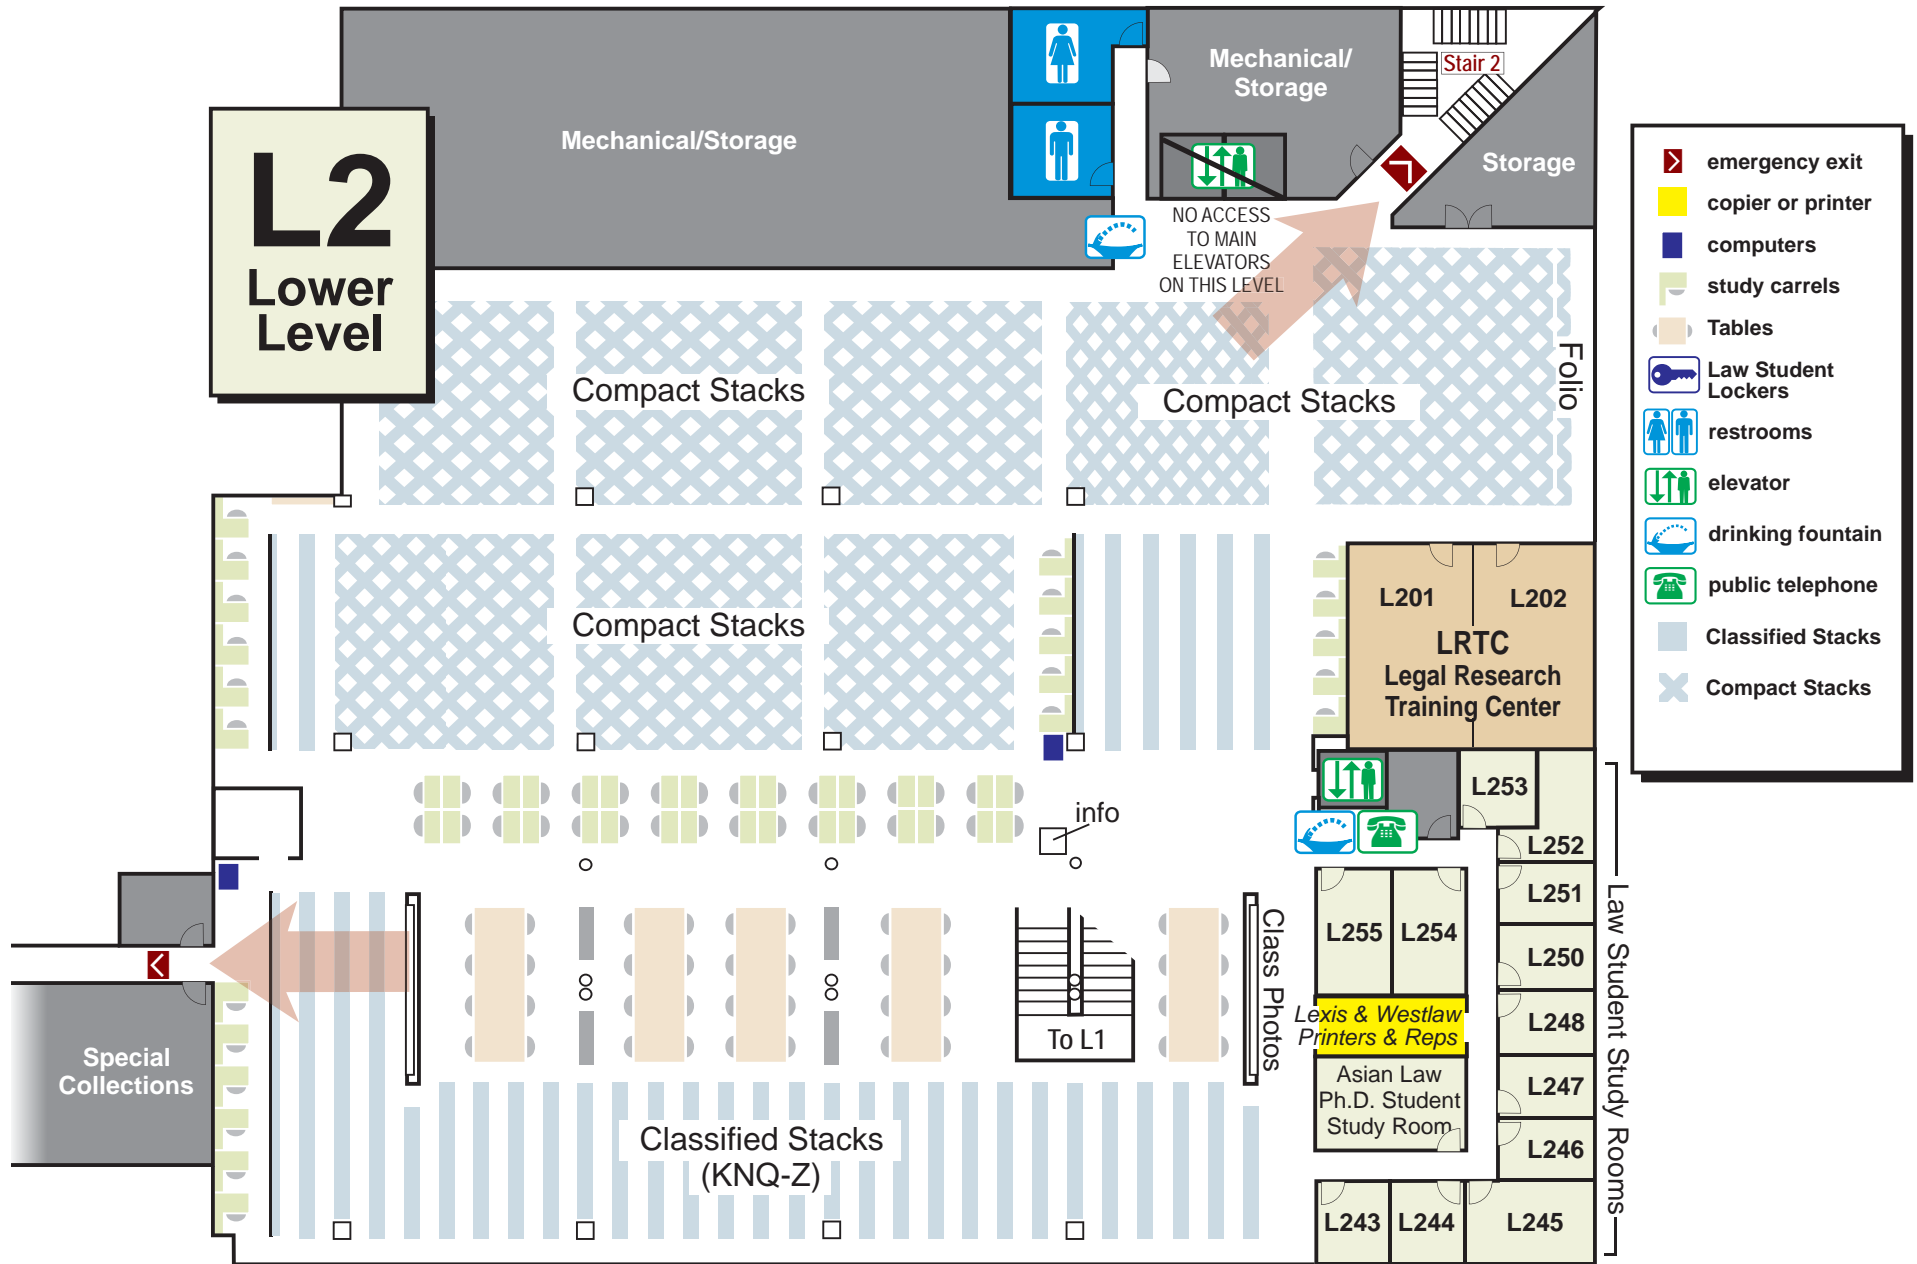 L2
Lower
Level
Mechanical/Storage
Mechanical/
Storage
Stair 2
Storage
NO ACCESS
TO MAIN
ELEVATORS
ON THIS LEVEL
Compact Stacks
Compact Stacks
Folio
Compact Stacks
L201
L202
LRTC
Legal Research
Training Center
info
L253
L252
L251
L250
L248
L247
L246
L245
L244
L243
L255
L254
Lexis & Westlaw
Printers & Reps
Asian Law
Ph.D. Student
Study Room
Law Student Study Rooms
Class Photos
To L1
Special
Collections
Classified Stacks
(KNQ-Z)
emergency exit
copier or printer
computers
study carrels
Tables
Law Student
Lockers
restrooms
elevator
drinking fountain
public telephone
Classified Stacks
Compact Stacks